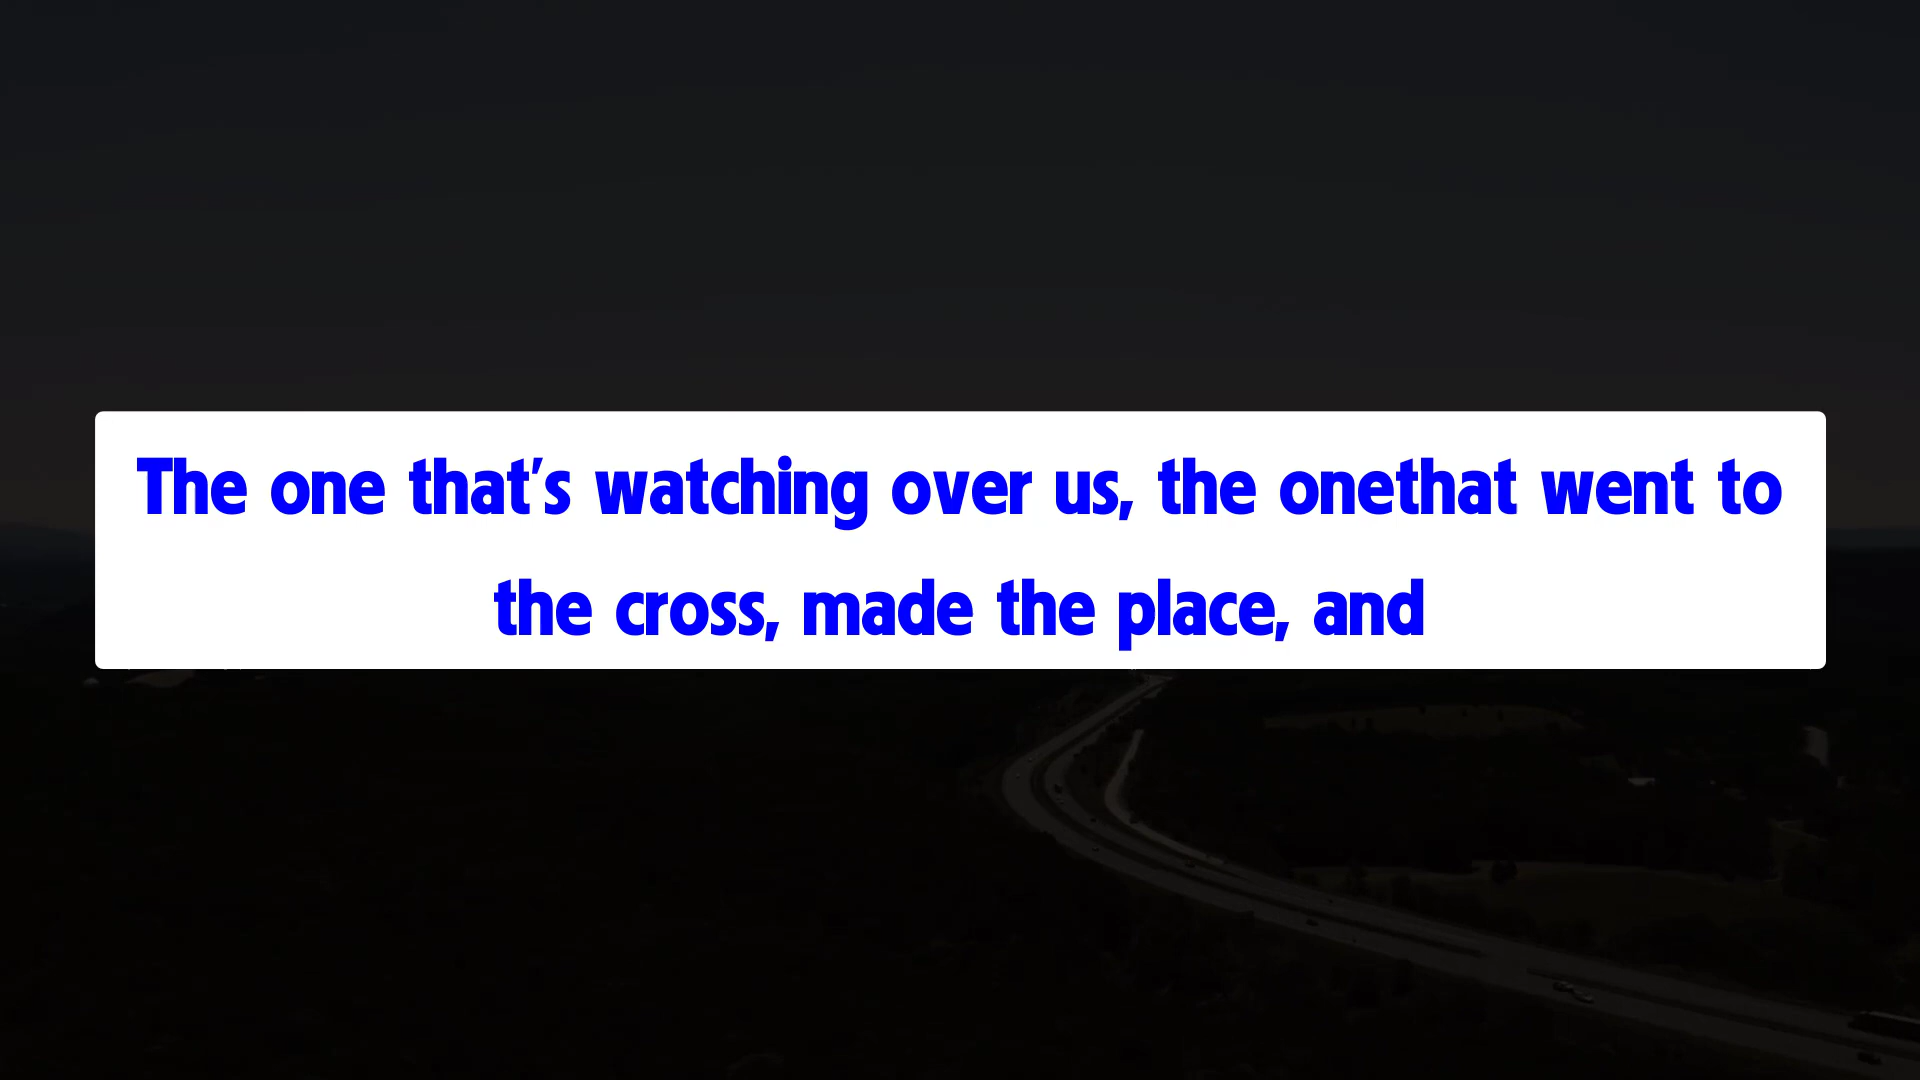 The one that's watching over us, the onethat went to
the cross, made the place, and